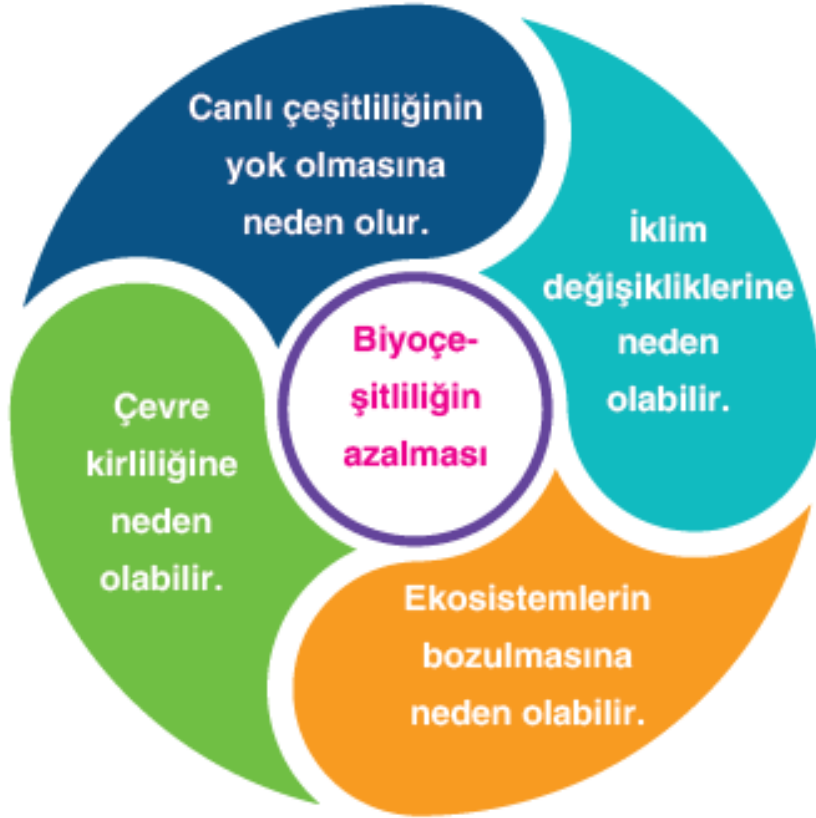 Canlı çeşitliliğinin
yok olmasına
neden olur.
İklim
değişikliklerine
neden
olabilir.
Biyoçe-
şitliliğin
azalması
Çevre
kirliliğine
neden
olabilir.
Ekosistemlerin
bozulmasına
neden olabilir.